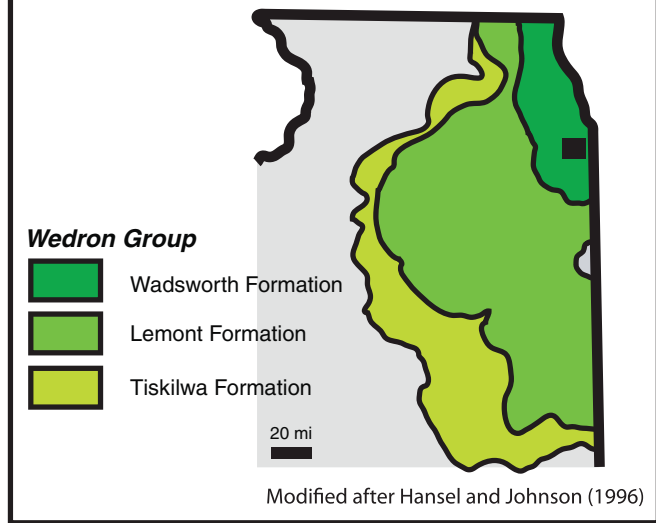 Wedron Group
Wadsworth Formation
Lemont Formation
Tiskilwa Formation
20 mi
Modified after Hansel and Johnson (1996)